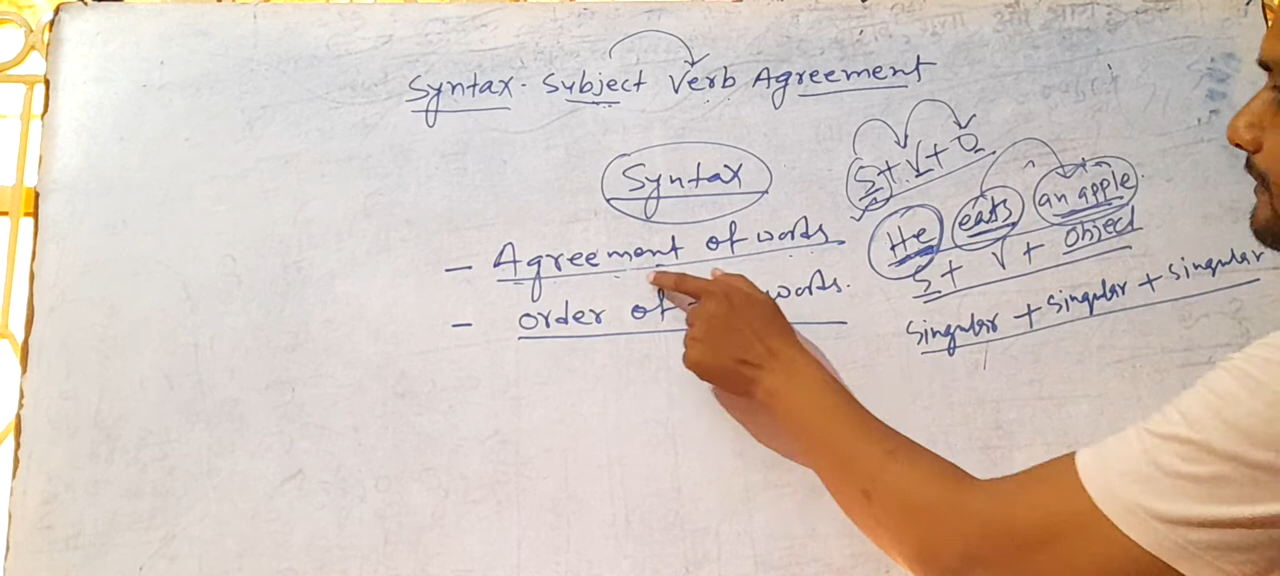 Syntax. Subject Verb Agreement
Syntax
- Agreement of words
- order of words.
S + V + O
He eats an apple.
S + V + object
Singular + Singular + Singular